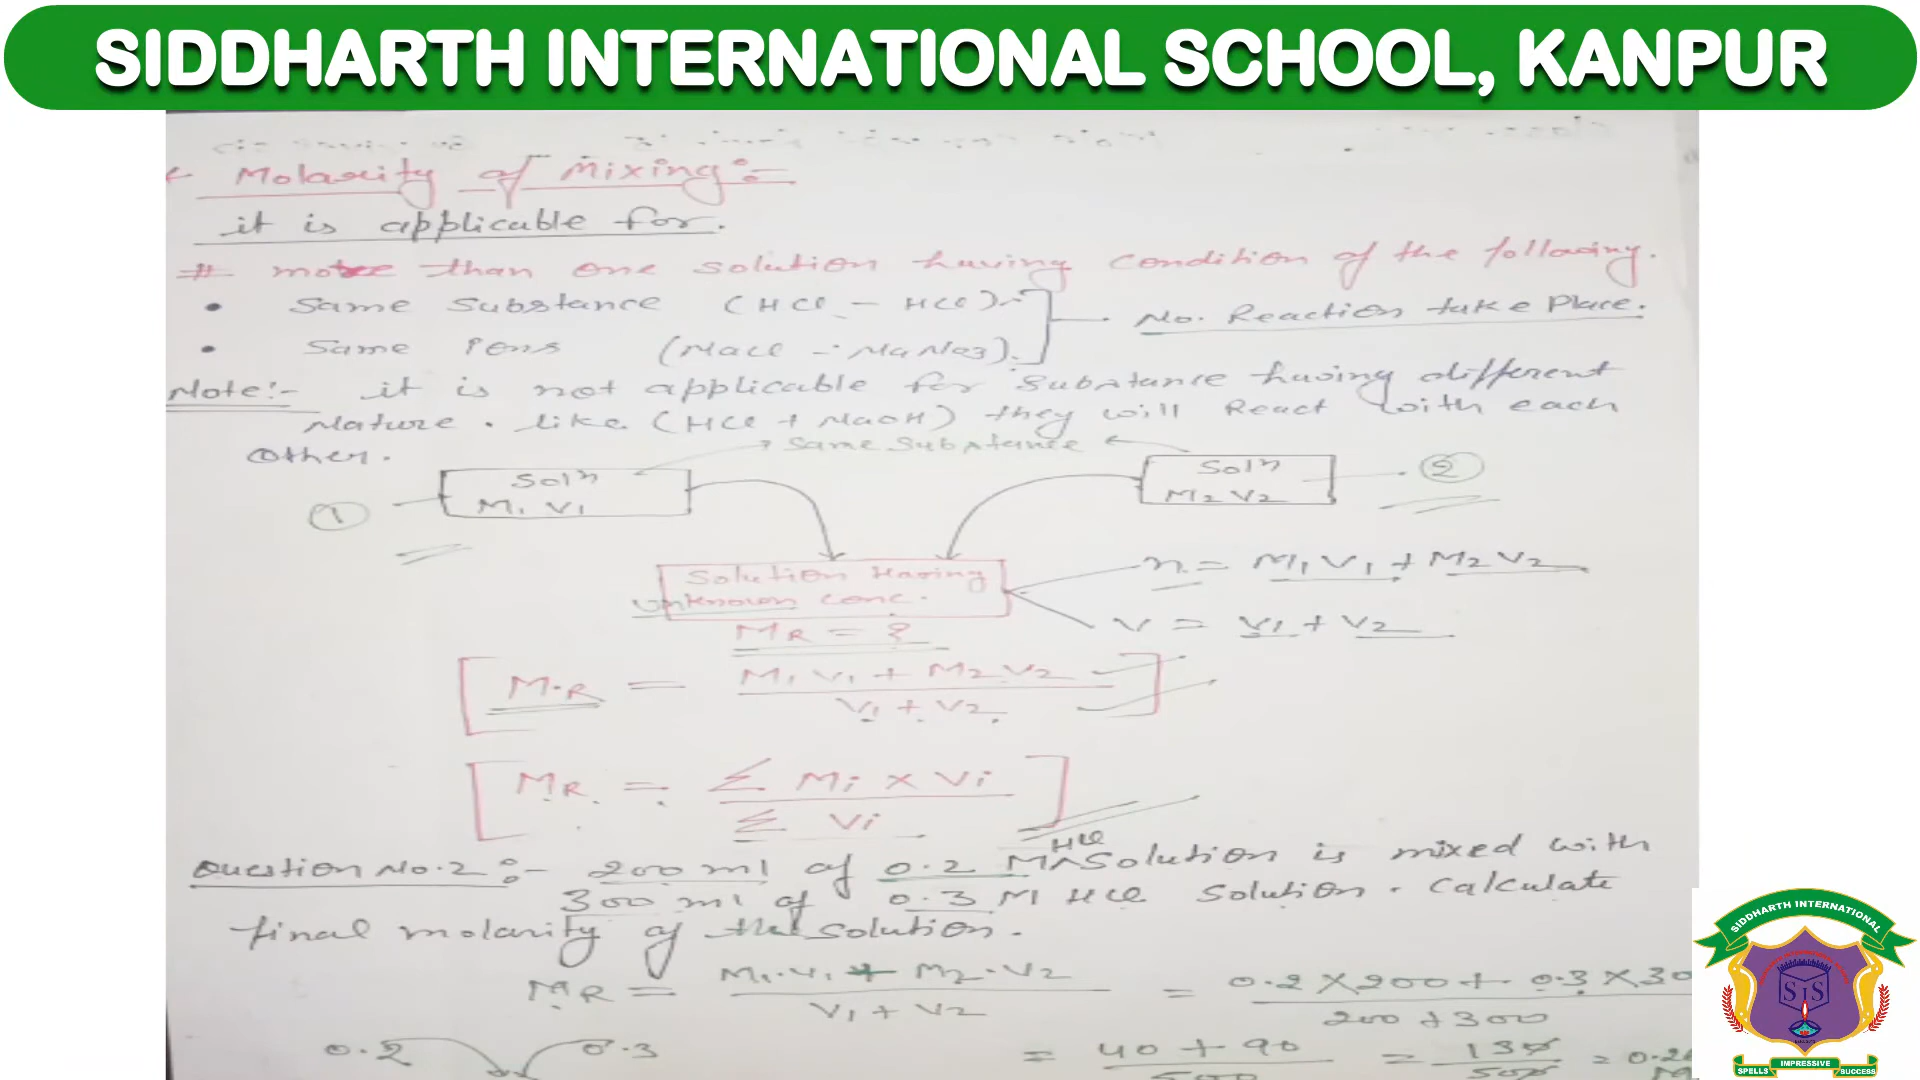 SIDDHARTH INTERNATIONAL SCHOOL, KANPUR
Molarity of Mixing :-
it is applicable for.
# more than one solution having condition of the following.
• Same Substance (HCl - HCl). No. Reaction take Place.
• Same Ions (NaCl - NaNO3).
Note:- it is not applicable for Substance having different
Nature. like (HCl + NaOH) they will React with each
Other.
Same Substance
Soln
M1 V1
①
Soln
M2 V2
②
Solution Having
unknown conc.
n = M1V1 + M2V2
V = V1 + V2
MR = ?
[ M.R = M1V1 + M2V2 / V1 + V2 ]
[ MR = Σ Mi × Vi / Σ Vi ]
Question No.2 :- 200 ml of 0.2 M HCl Solution is mixed with
300 ml of 0.3 M HCl Solution. Calculate
final molarity of the solution.
MR = M1.V1 + M2.V2 / V1 + V2 = 0.2 × 200 + 0.3 × 30 / 200 + 300
0.2 0.3
= 40 + 90 / 500 = 130 / 500 = 0.26
M
SIDDHARTH INTERNATIONAL
SIS
SPELLS IMPRESSIVE SUCCESS